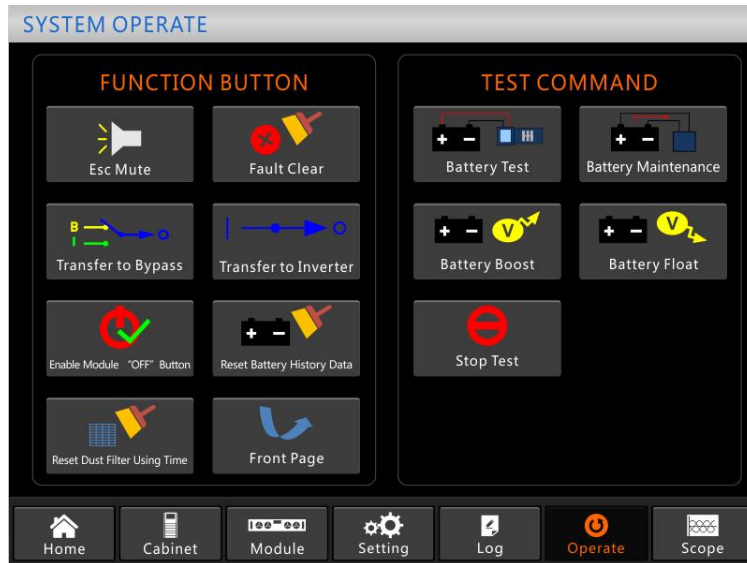 SYSTEM OPERATE
FUNCTION BUTTON
Esc Mute
Fault Clear
B
I
Transfer to Bypass
Transfer to Inverter
Enable Module "OFF" Button
Reset Battery History Data
Reset Dust Filter Using Time
Front Page
TEST COMMAND
Battery Test
Battery Maintenance
V
Battery Boost
V
Battery Float
Stop Test
Home
Cabinet
Module
Setting
Log
Operate
Scope